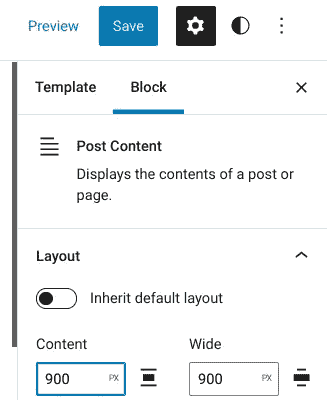 Preview Save
Template Block
Post Content
Displays the contents of a post or
page.
Layout
Inherit default layout
Content Wide
900 PX 900 PX